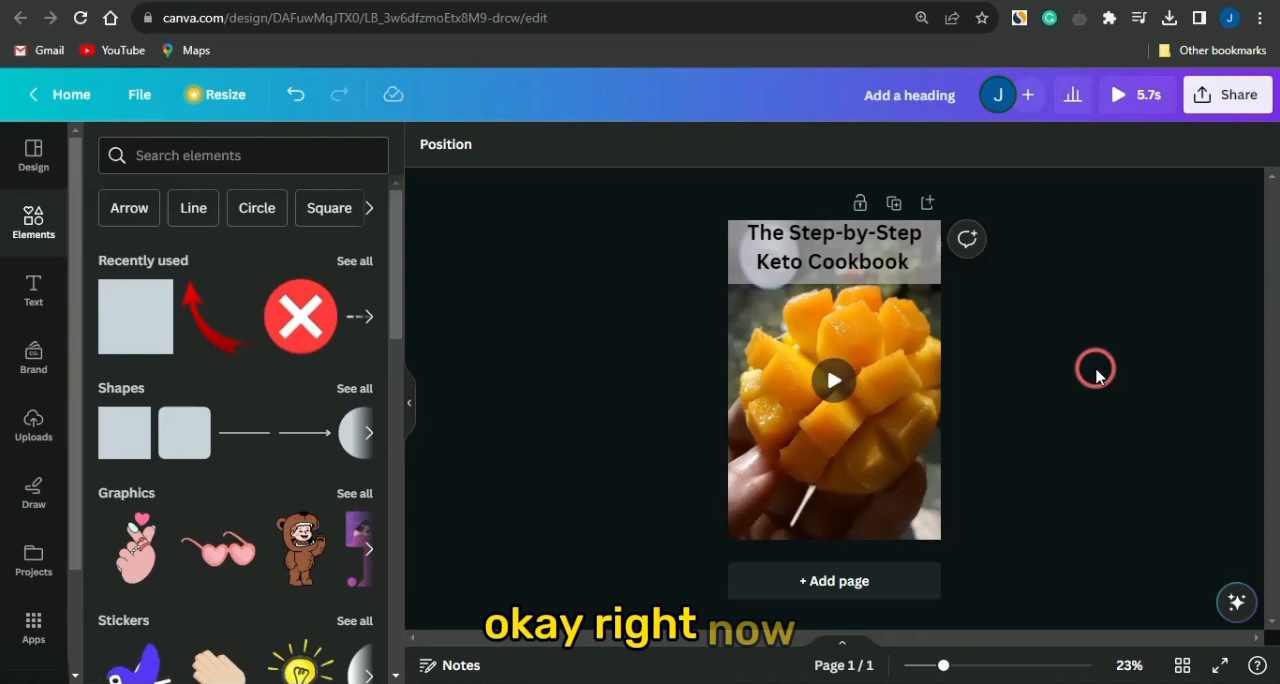 canva.com/design/DAFuwMqJTX0/LB_3w6dfzmoEtx8M9-drcw/edit
J
Gmail
YouTube
Maps
Other bookmarks
Home
File
Resize
Add a heading
J
+
5.7s
Share
Design
Elements
Text
Brand
Uploads
Draw
Projects
Apps
Search elements
Arrow
Line
Circle
Square
Recently used
See all
Shapes
See all
Graphics
See all
Stickers
See all
Position
The Step-by-Step
Keto Cookbook
+ Add page
okay right now
Notes
Page 1 / 1
23%